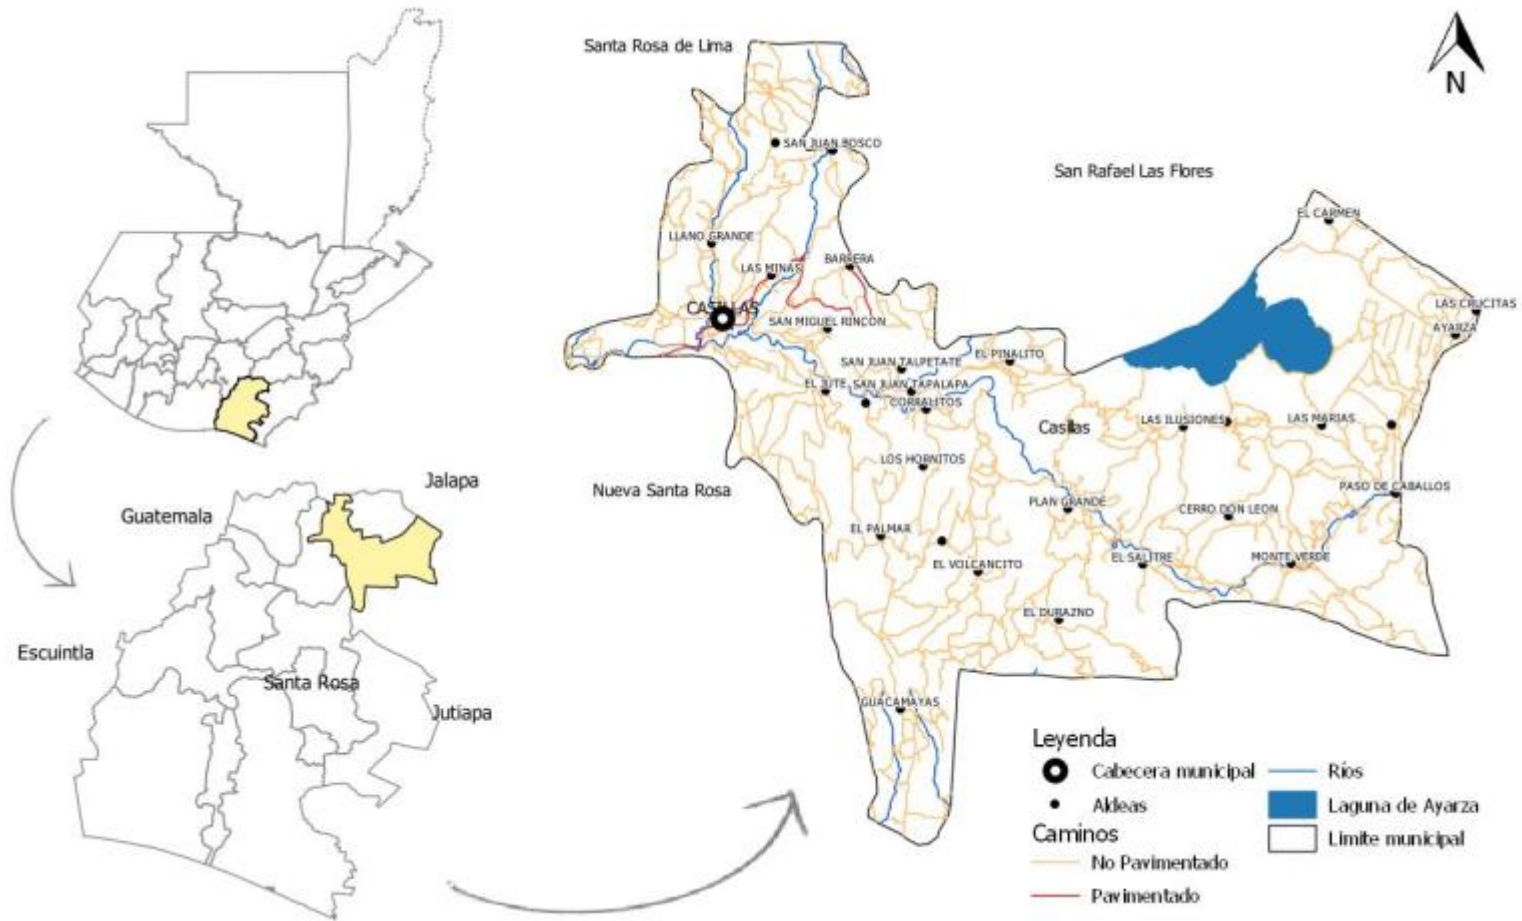 Santa Rosa de Lima
N
SAN JUAN BOSCO
San Rafael Las Flores
EL CARMEN
LLANO GRANDE
LAS MINAS
BARRERA
CASILLAS
SAN MIGUEL RINCON
LAS CRUCITAS
AYARZA
SAN JUAN TALPETATE
EL PINALITO
EL JUTE
SAN JUAN TAPALAPA
CORRALITOS
Casillas
LAS ILUSIONES
LAS MARIAS
LOS HORNITOS
Nueva Santa Rosa
PLAN GRANDE
CERRO DON LEON
PASO DE CABALLOS
EL PALMAR
EL VOLCANCITO
EL SALITRE
MONTE VERDE
EL DURAZNO
GUACAMAYAS
Jalapa
Guatemala
Escuintla
Santa Rosa
Jutiapa
Leyenda
Cabecera municipal
Aldeas
Caminos
No Pavimentado
Pavimentado
Ríos
Laguna de Ayarza
Limite municipal